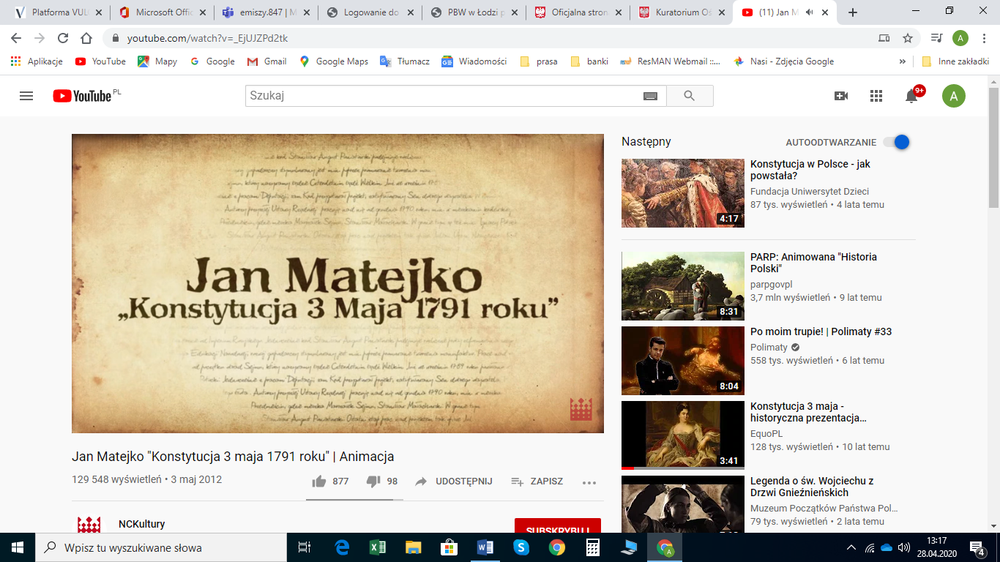 Platforma VUL
Microsoft Offic
emiszy.847 | M
Logowanie do
PBW w Łodzi p
Oficjalna stron
Kuratorium Oś
(11) Jan M
youtube.com/watch?v=_EjUJZPd2tk
A
Aplikacje
YouTube
Mapy
Google
Gmail
Google Maps
Tłumacz
Wiadomości
prasa
banki
ResMAN Webmail ::...
Nasi - Zdjęcia Google
»
Inne zakładki
YouTube PL
Szukaj
9+
A
Jan Matejko
„Konstytucja 3 Maja 1791 roku”
Jan Matejko "Konstytucja 3 maja 1791 roku" | Animacja
129 548 wyświetleń • 3 maj 2012
877
98
UDOSTĘPNIJ
ZAPISZ
NCKultury
SUBSKRYBUJ
Następny
AUTOODTWARZANIE
4:17
Konstytucja w Polsce - jak
powstała?
Fundacja Uniwersytet Dzieci
87 tys. wyświetleń • 4 lata temu
8:31
PARP: Animowana "Historia
Polski"
parpgovpl
3,7 mln wyświetleń • 9 lat temu
8:04
Po moim trupie! | Polimaty #33
Polimaty
558 tys. wyświetleń • 6 lat temu
3:41
Konstytucja 3 maja -
historyczna prezentacja...
EquoPL
128 tys. wyświetleń • 10 lat temu
Legenda o św. Wojciechu z
Drzwi Gnieźnieńskich
Muzeum Początków Państwa Pol...
79 tys. wyświetleń • 2 lata temu
Wpisz tu wyszukiwane słowa
13:17
28.04.2020
4